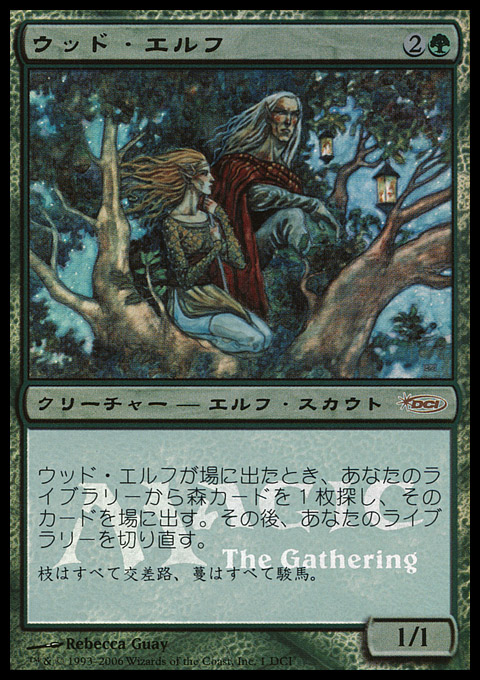 ウッド・エルフ
2
クリーチャー — エルフ・スカウト
DCI
ウッド・エルフが場に出たとき、あなたのラ
イブラリーから森カードを１枚探し、その
カードを場に出す。その後、あなたのライブ
ラリーを切り直す。
MAGIC
The Gathering
枝はすべて交差路、蔓はすべて駿馬。
Rebecca Guay
1/1
™ & © 1993-2006 Wizards of the Coast, Inc. 1 DCI